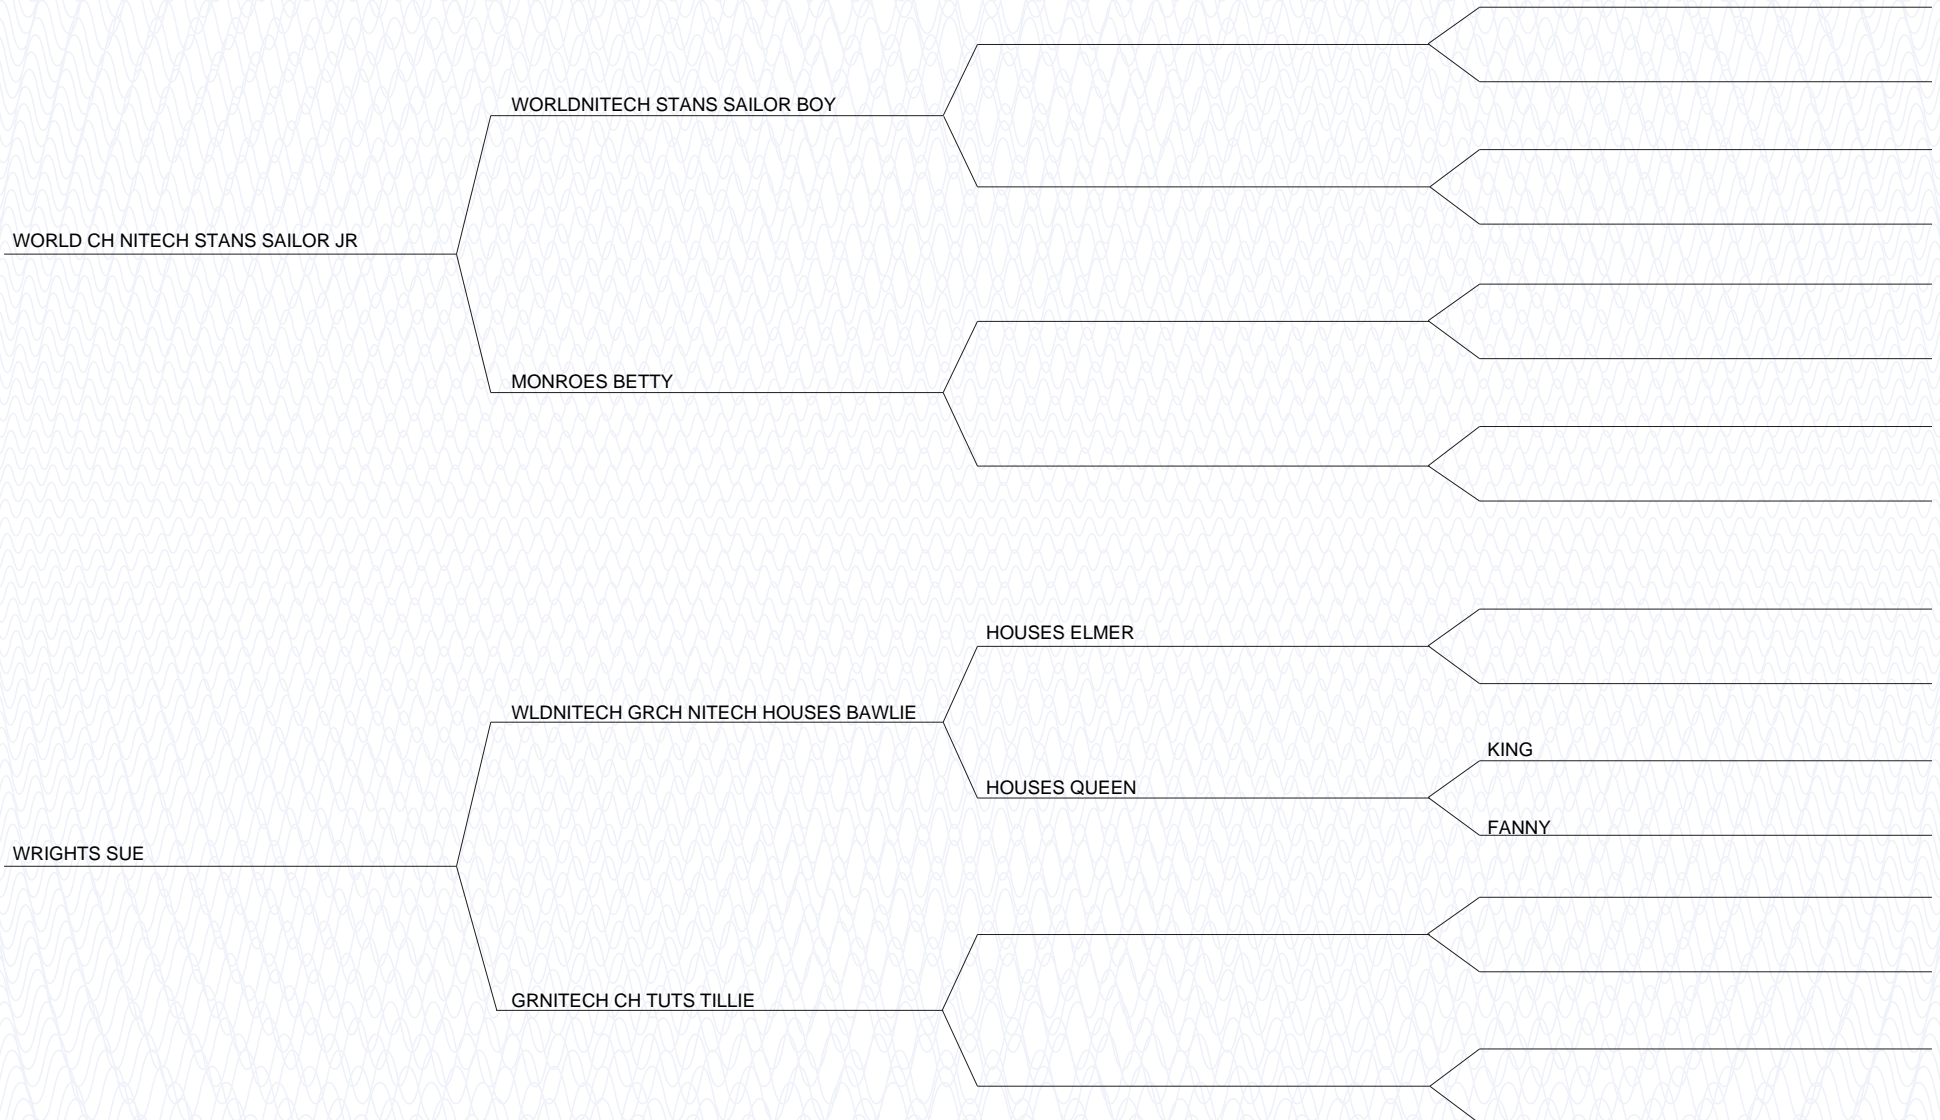 WORLDNITECH STANS SAILOR BOY
WORLD CH NITECH STANS SAILOR JR
MONROES BETTY
HOUSES ELMER
WLDNITECH GRCH NITECH HOUSES BAWLIE
KING
HOUSES QUEEN
FANNY
WRIGHTS SUE
GRNITECH CH TUTS TILLIE